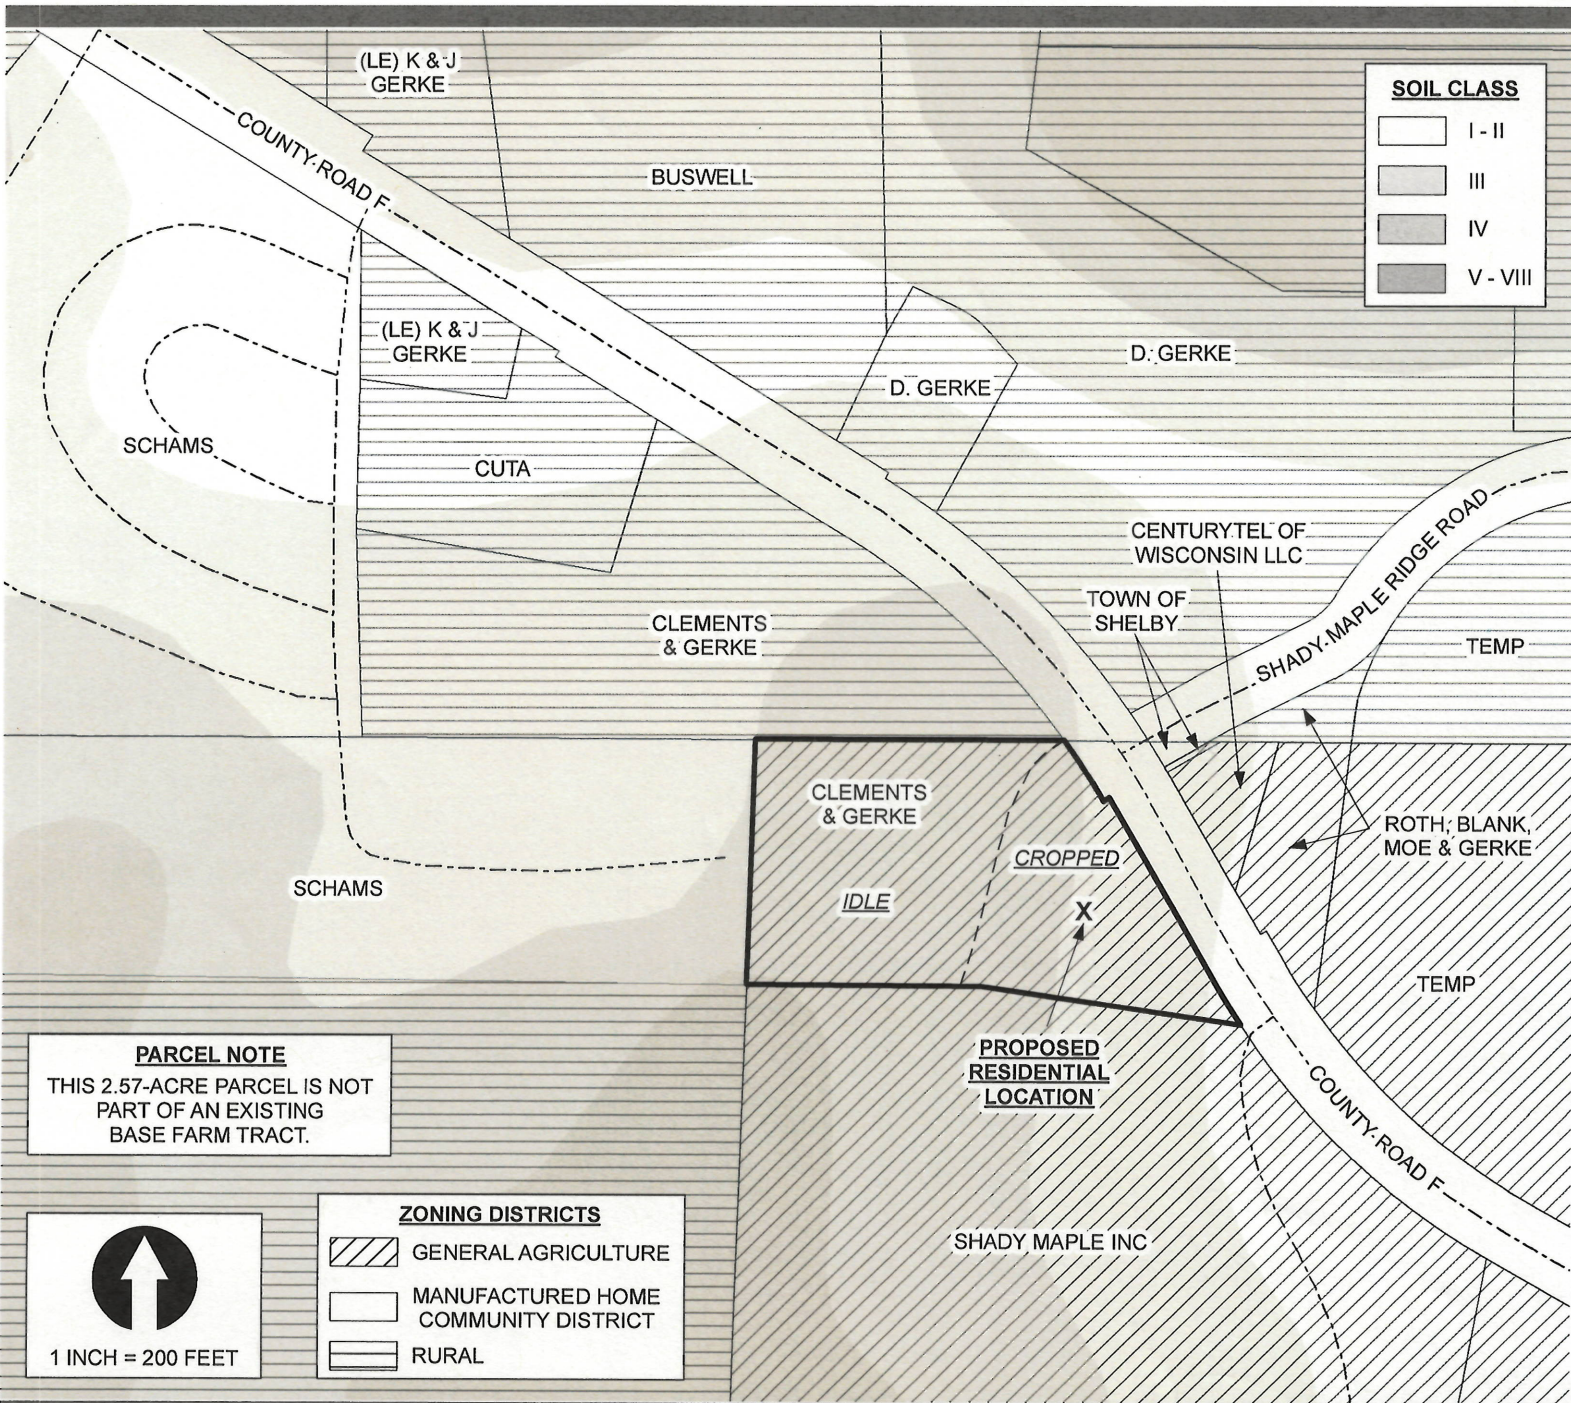 (LE) K & J
GERKE
COUNTY ROAD F
BUSWELL
SOIL CLASS
I - II
III
IV
V - VIII
(LE) K & J
GERKE
D. GERKE
D. GERKE
SCHAMS
CUTA
CENTURYTEL OF
WISCONSIN LLC
SHADY MAPLE RIDGE ROAD
TOWN OF
SHELBY
CLEMENTS
& GERKE
TEMP
CLEMENTS
& GERKE
CROPPED
ROTH, BLANK,
MOE & GERKE
SCHAMS
IDLE
X
TEMP
PROPOSED
RESIDENTIAL
LOCATION
PARCEL NOTE
THIS 2.57-ACRE PARCEL IS NOT
PART OF AN EXISTING
BASE FARM TRACT.
COUNTY ROAD F
ZONING DISTRICTS
GENERAL AGRICULTURE
MANUFACTURED HOME
COMMUNITY DISTRICT
RURAL
SHADY MAPLE INC
1 INCH = 200 FEET